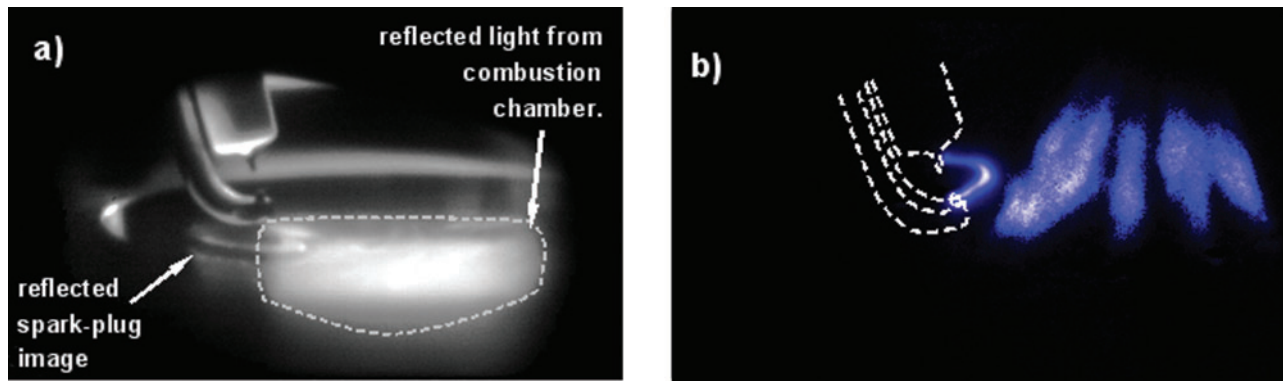 a)
reflected light from
combustion
chamber.
reflected
spark-plug
image
b)